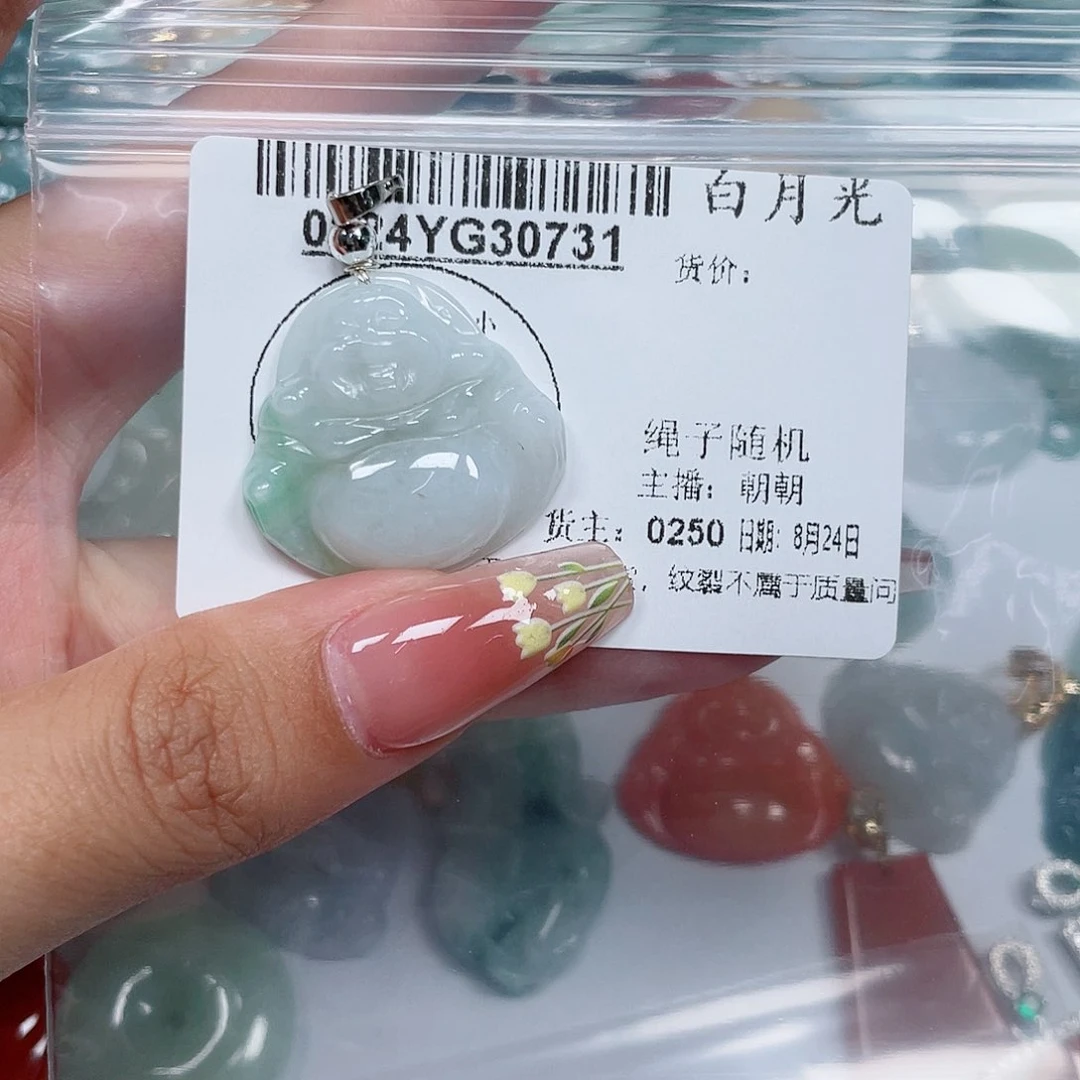 白月光
4YG30731
货价：
小
绳子随机
主播：朝朝
货主：0250 日期：8月24日
，纹裂不属于质量问